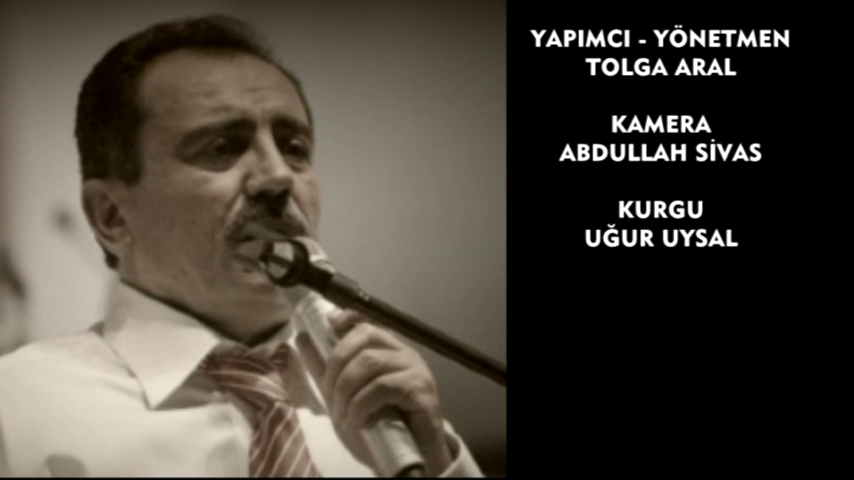 YAPIMCI - YÖNETMEN
TOLGA ARAL
KAMERA
ABDULLAH SİVAS
KURGU
UĞUR UYSAL